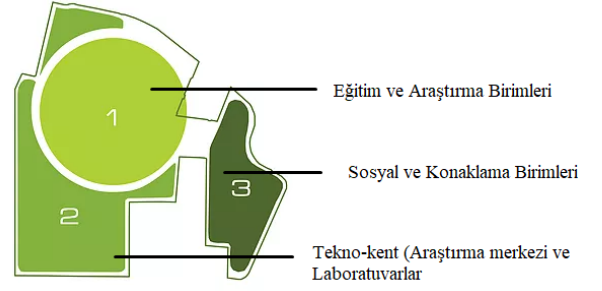 1
Eğitim ve Araştırma Birimleri
Sosyal ve Konaklama Birimleri
3
2
Tekno-kent (Araştırma merkezi ve
Laboratuvarlar